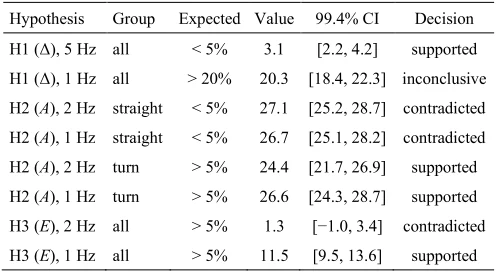 Hypothesis Group Expected Value 99.4% CI Decision
H1 (Δ), 5 Hz all < 5% 3.1 [2.2, 4.2] supported
H1 (Δ), 1 Hz all > 20% 20.3 [18.4, 22.3] inconclusive
H2 (A), 2 Hz straight < 5% 27.1 [25.2, 28.7] contradicted
H2 (A), 1 Hz straight < 5% 26.7 [25.1, 28.2] contradicted
H2 (A), 2 Hz turn > 5% 24.4 [21.7, 26.9] supported
H2 (A), 1 Hz turn > 5% 26.6 [24.3, 28.7] supported
H3 (E), 2 Hz all > 5% 1.3 [−1.0, 3.4] contradicted
H3 (E), 1 Hz all > 5% 11.5 [9.5, 13.6] supported